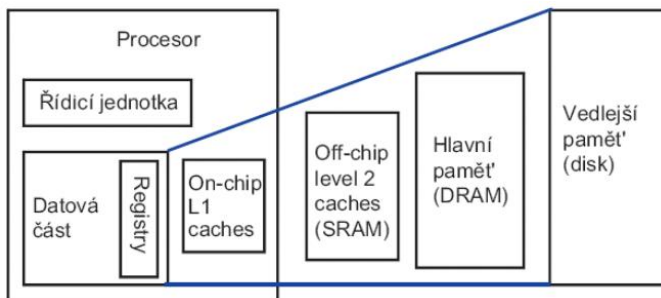 Procesor
Řídicí jednotka
Datová
část
Registry
On-chip
L1
caches
Off-chip
level 2
caches
(SRAM)
Hlavní
paměť
(DRAM)
Vedlejší
paměť
(disk)